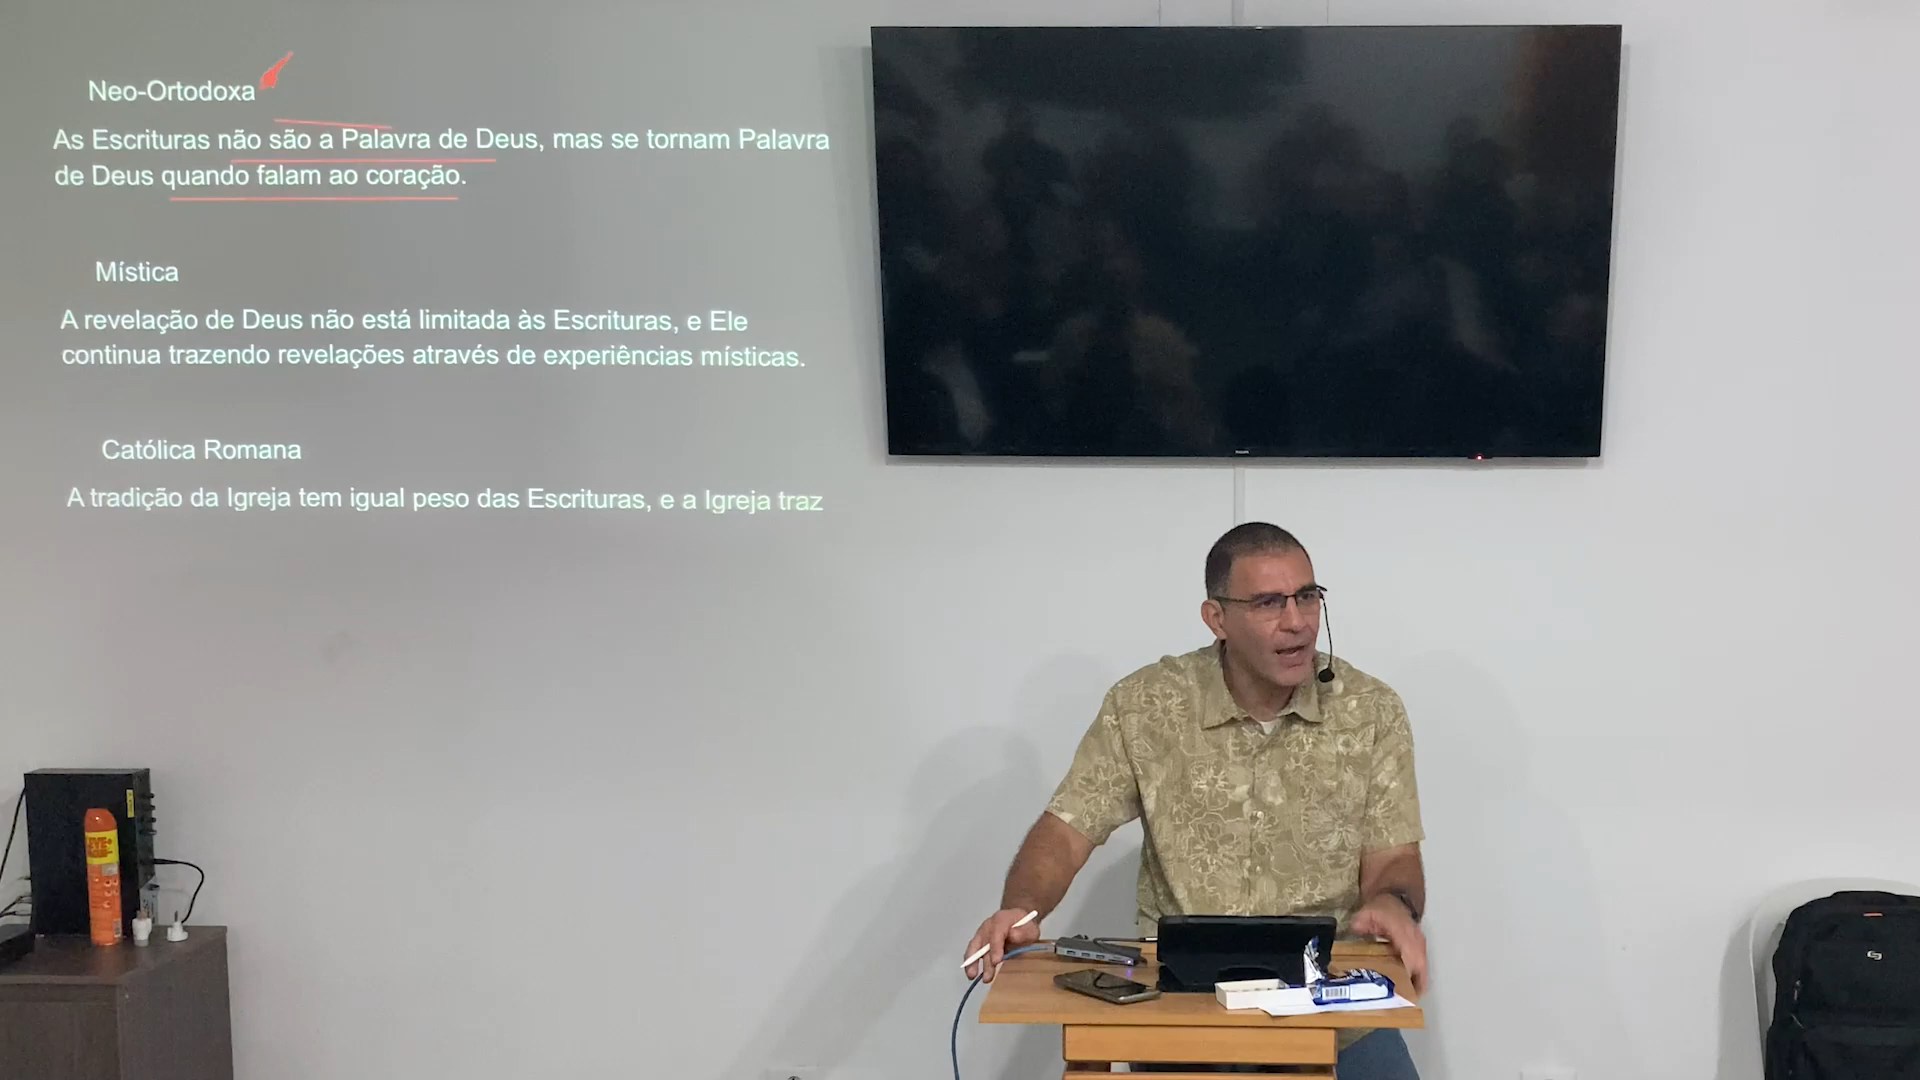 Neo-Ortodoxa
As Escrituras não são a Palavra de Deus, mas se tornam Palavra
de Deus quando falam ao coração.
Mística
A revelação de Deus não está limitada às Escrituras, e Ele
continua trazendo revelações através de experiências místicas.
Católica Romana
A tradição da Igreja tem igual peso das Escrituras, e a Igreja traz